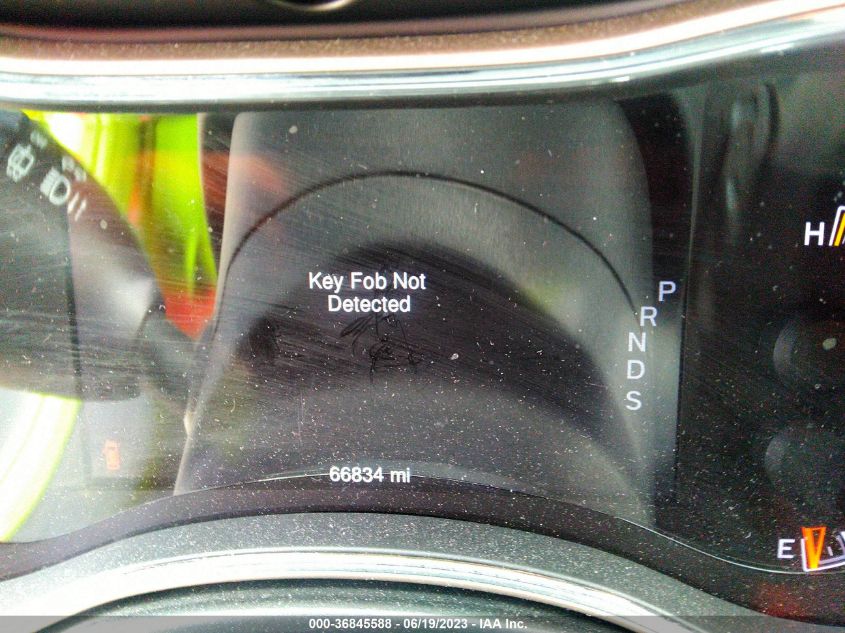 Key Fob Not
Detected
P
R
N
D
S
H
66834 mi
E
000-36845588 - 06/19/2023 - IAA Inc.